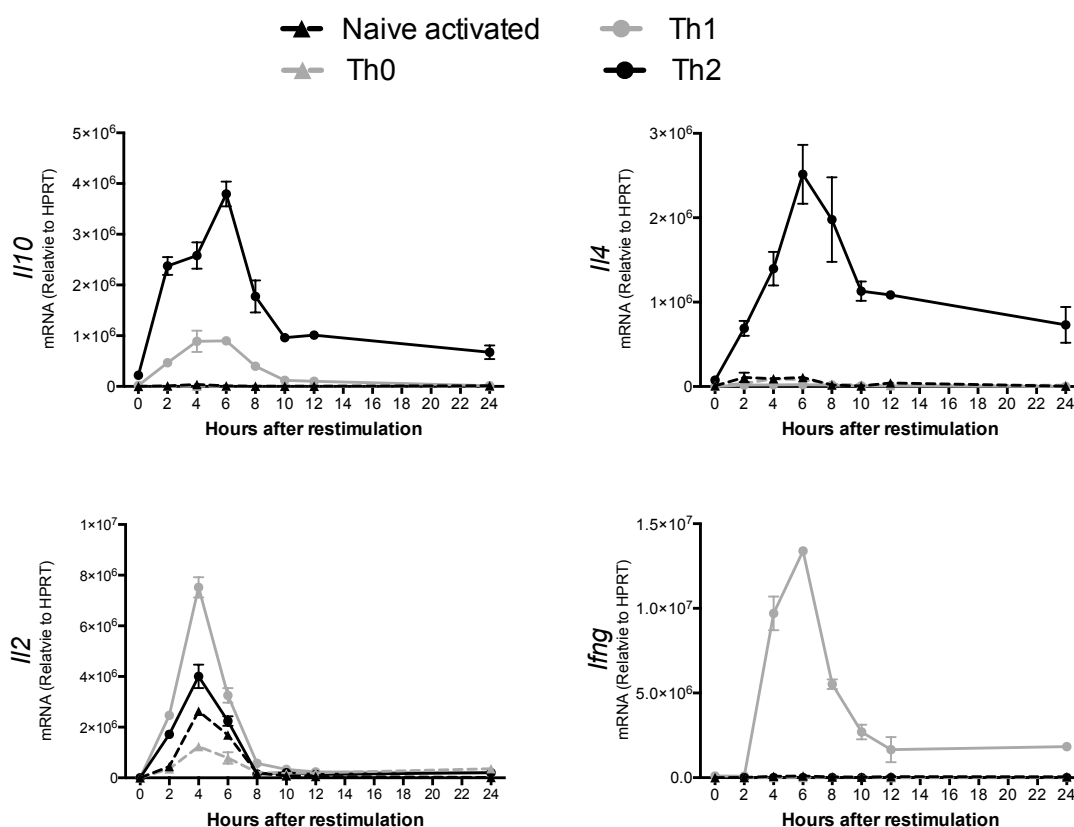 Naive activated
Th1
Th0
Th2
5×10⁶
4×10⁶
3×10⁶
2×10⁶
1×10⁶
0
Il10
mRNA (Relatvie to HPRT)
0 2 4 6 8 10 12 14 16 18 20 22 24
Hours after restimulation
3×10⁶
2×10⁶
1×10⁶
0
Il4
mRNA (Relatvie to HPRT)
0 2 4 6 8 10 12 14 16 18 20 22 24
Hours after restimulation
1×10⁷
8×10⁶
6×10⁶
4×10⁶
2×10⁶
0
Il2
mRNA (Relatvie to HPRT)
0 2 4 6 8 10 12 14 16 18 20 22 24
Hours after restimulation
1.5×10⁷
1.0×10⁷
5.0×10⁶
0.0
Ifng
mRNA (Relatvie to HPRT)
0 2 4 6 8 10 12 14 16 18 20 22 24
Hours after restimulation